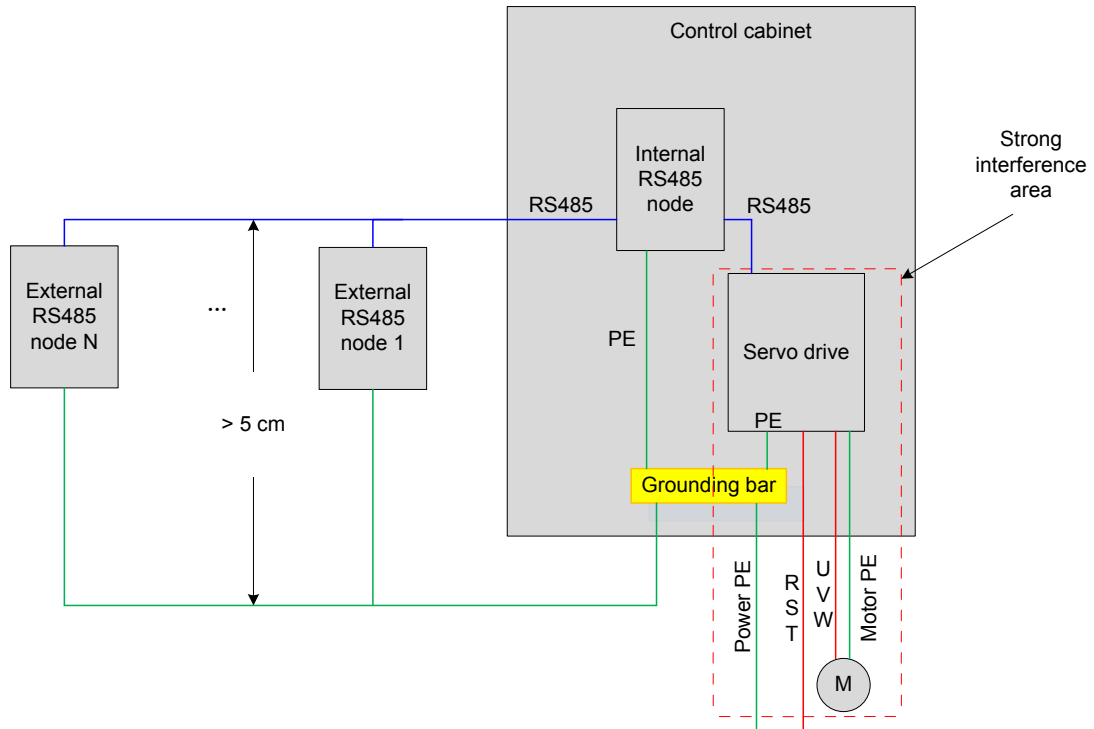 Control cabinet
Internal
RS485
node
Strong
interference
area
RS485
RS485
External
RS485
node N
...
External
RS485
node 1
PE
Servo drive
PE
> 5 cm
Grounding bar
Power PE
R
S
T
U
V
W
Motor PE
M